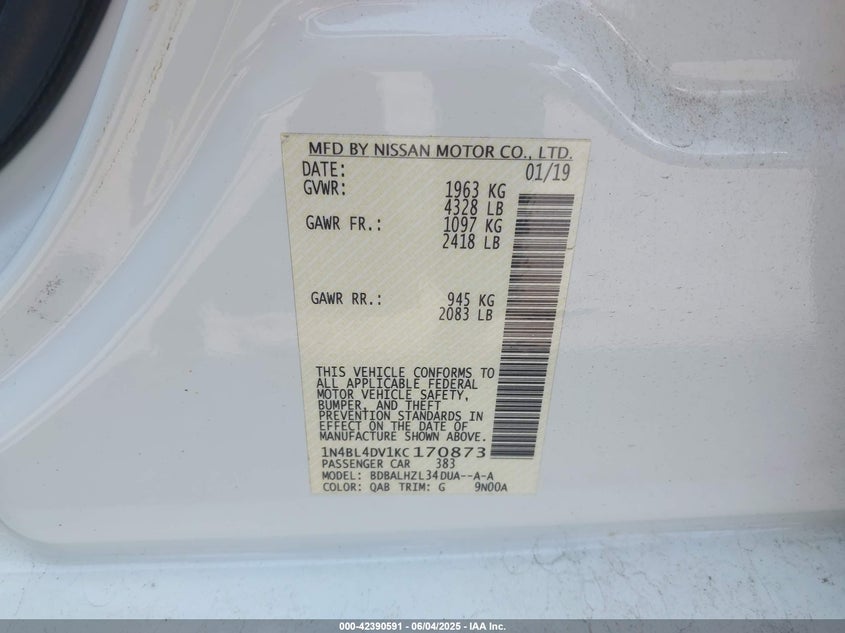 MFD BY NISSAN MOTOR CO., LTD.
DATE: 01/19
GVWR: 1963 KG
4328 LB
GAWR FR.: 1097 KG
2418 LB
GAWR RR.: 945 KG
2083 LB
THIS VEHICLE CONFORMS TO
ALL APPLICABLE FEDERAL
MOTOR VEHICLE SAFETY,
BUMPER, AND THEFT
PREVENTION STANDARDS IN
EFFECT ON THE DATE OF
MANUFACTURE SHOWN ABOVE.
1N4BL4DV1KC170873
PASSENGER CAR 383
MODEL: BDBALHZL34DUA--A-A
COLOR: QAB TRIM: G 9N00A
000-42390591 - 06/04/2025 - IAA Inc.